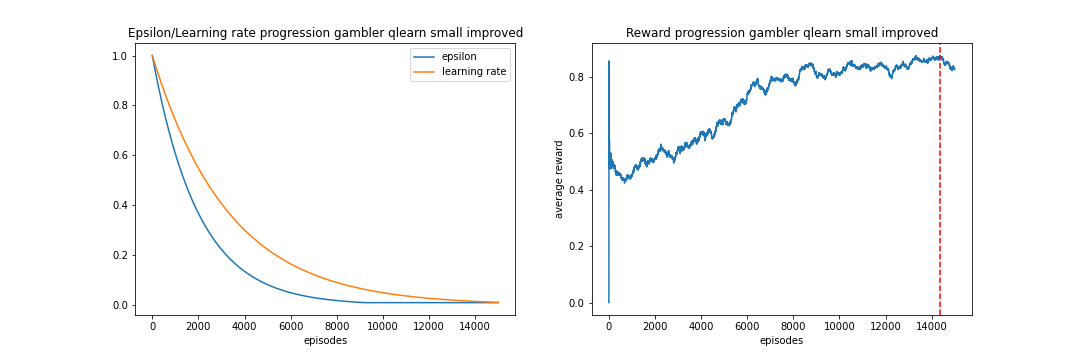 Epsilon/Learning rate progression gambler qlearn small improved
1.0
0.8
0.6
0.4
0.2
0.0
0 2000 4000 6000 8000 10000 12000 14000
episodes
epsilon
learning rate
Reward progression gambler qlearn small improved
average reward
0.8
0.6
0.4
0.2
0.0
0 2000 4000 6000 8000 10000 12000 14000
episodes